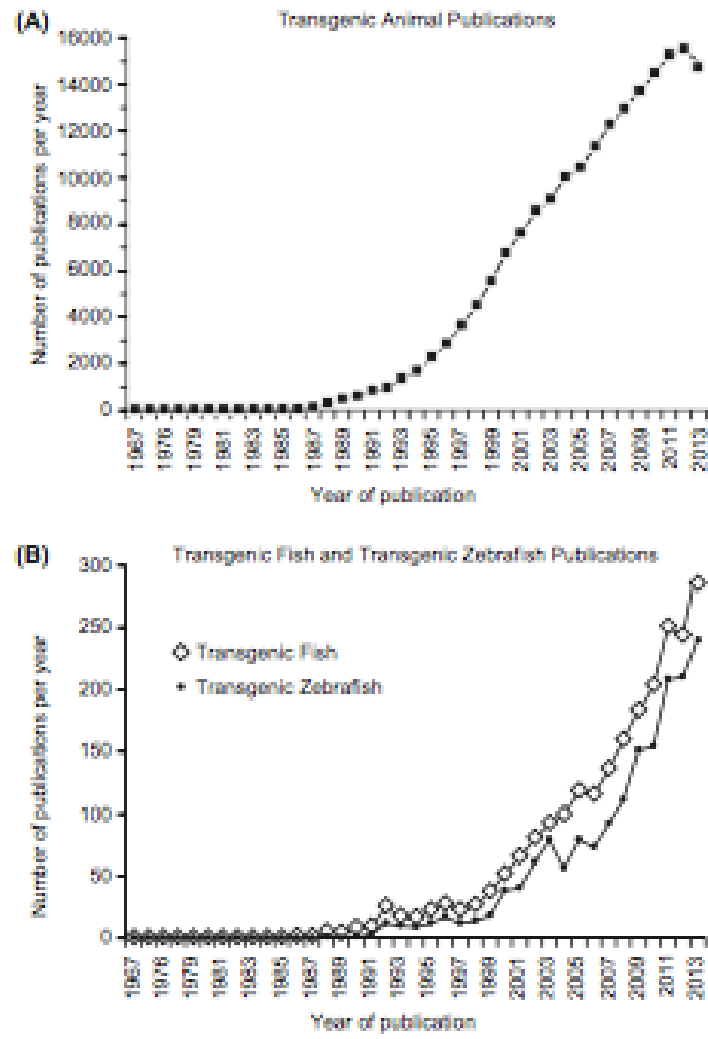 (A) Transgenic Animal Publications
Number of publications per year
16000
14000
12000
10000
8000
6000
4000
2000
0
1967 1976 1979 1981 1983 1985 1987 1989 1991 1993 1995 1997 1999 2001 2003 2005 2007 2009 2011 2013
Year of publication
(B) Transgenic Fish and Transgenic Zebrafish Publications
Number of publications per year
300
250
200
150
100
50
0
Transgenic Fish
Transgenic Zebrafish
1967 1976 1979 1981 1983 1985 1987 1989 1991 1993 1995 1997 1999 2001 2003 2005 2007 2009 2011 2013
Year of publication